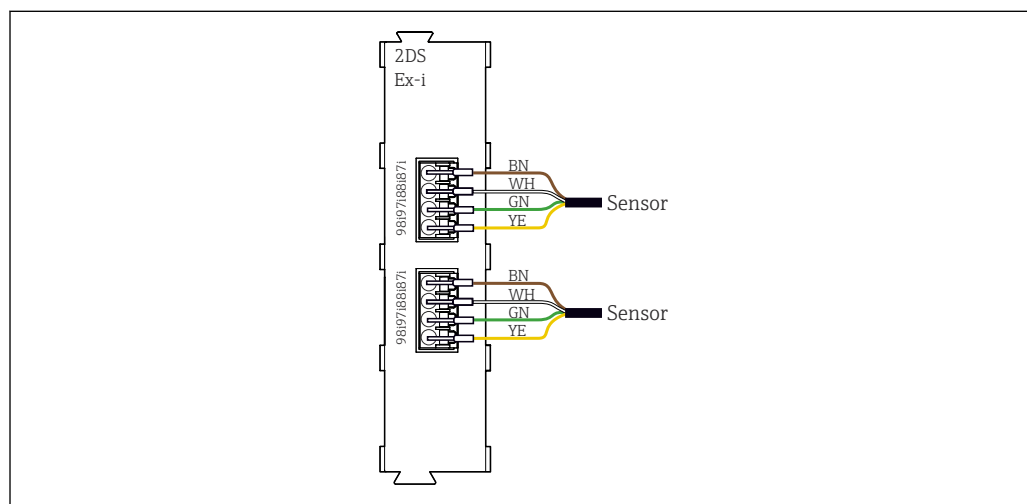 2DS
Ex-i
98i97i88i87i
BN
WH
GN
YE
Sensor
98i97i88i87i
BN
WH
GN
YE
Sensor